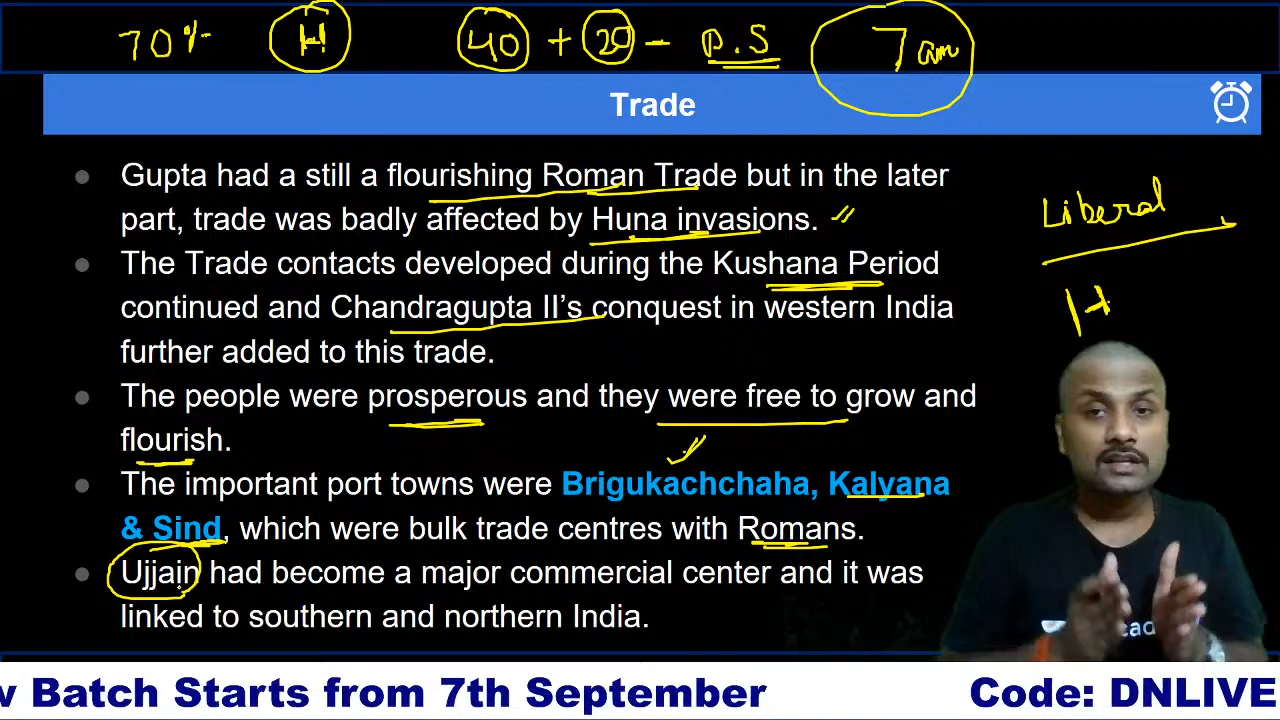 70% H 40 + 20 - P.S 7 am
Trade
Gupta had a still a flourishing Roman Trade but in the later
part, trade was badly affected by Huna invasions.
Liberal
The Trade contacts developed during the Kushana Period
continued and Chandragupta II's conquest in western India
further added to this trade.
The people were prosperous and they were free to grow and
flourish.
The important port towns were Brigukachchaha, Kalyana
& Sind, which were bulk trade centres with Romans.
Ujjain had become a major commercial center and it was
linked to southern and northern India.
v Batch Starts from 7th September Code: DNLIVE